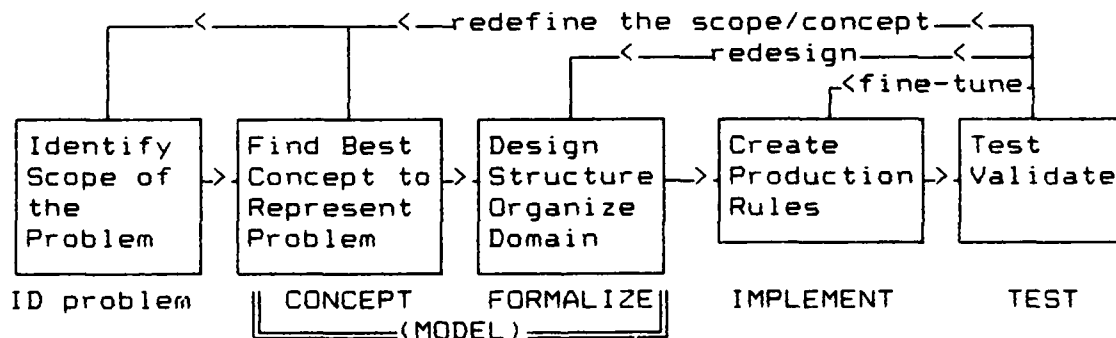 redefine the scope/concept
redesign
fine-tune
Identify
Scope of
the
Problem
Find Best
Concept to
Represent
Problem
Design
Structure
Organize
Domain
Create
Production
Rules
Test
Validate
ID problem
CONCEPT
FORMALIZE
IMPLEMENT
TEST
(MODEL)